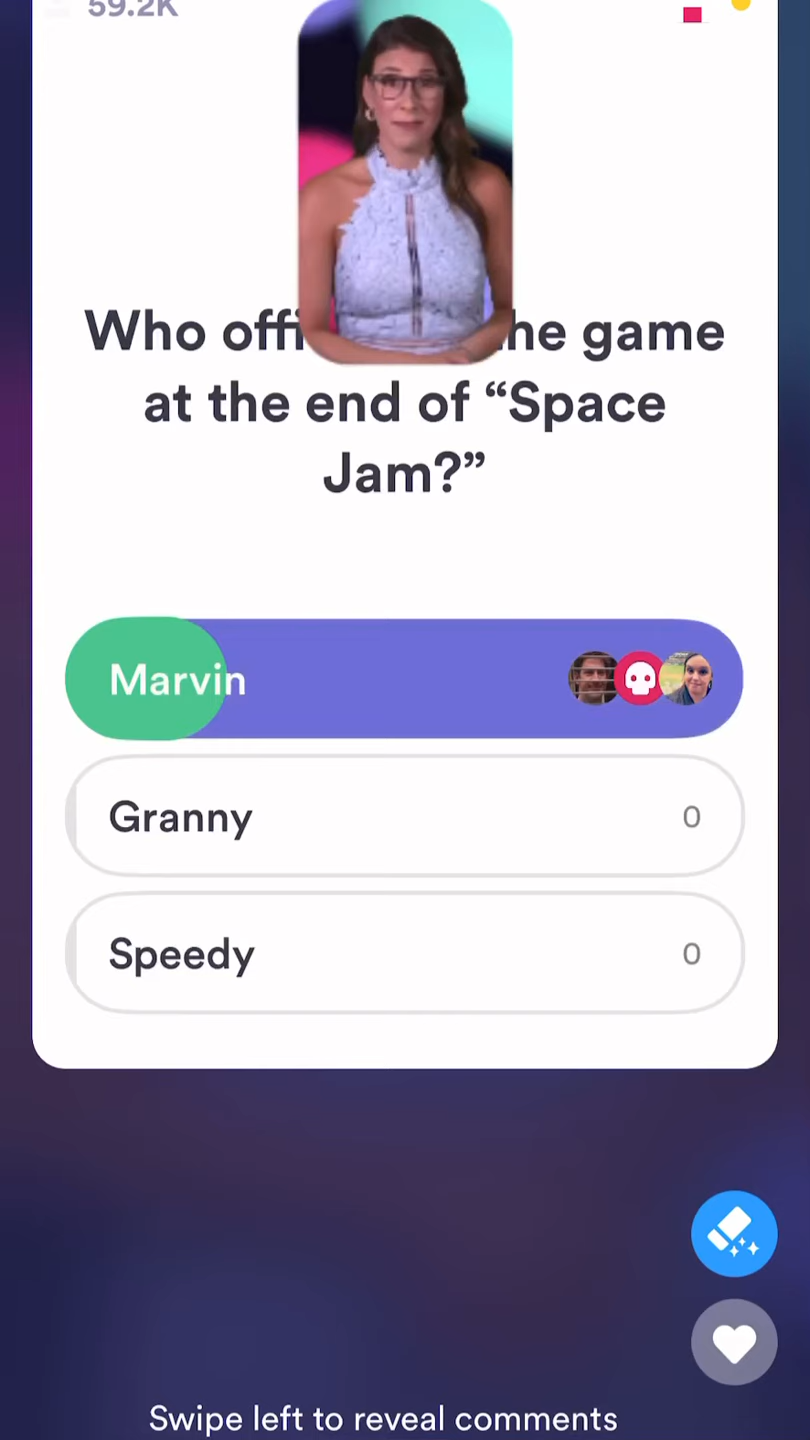 59.2K
Who offi he game
at the end of “Space
Jam?”
Marvin
Granny 0
Speedy 0
Swipe left to reveal comments